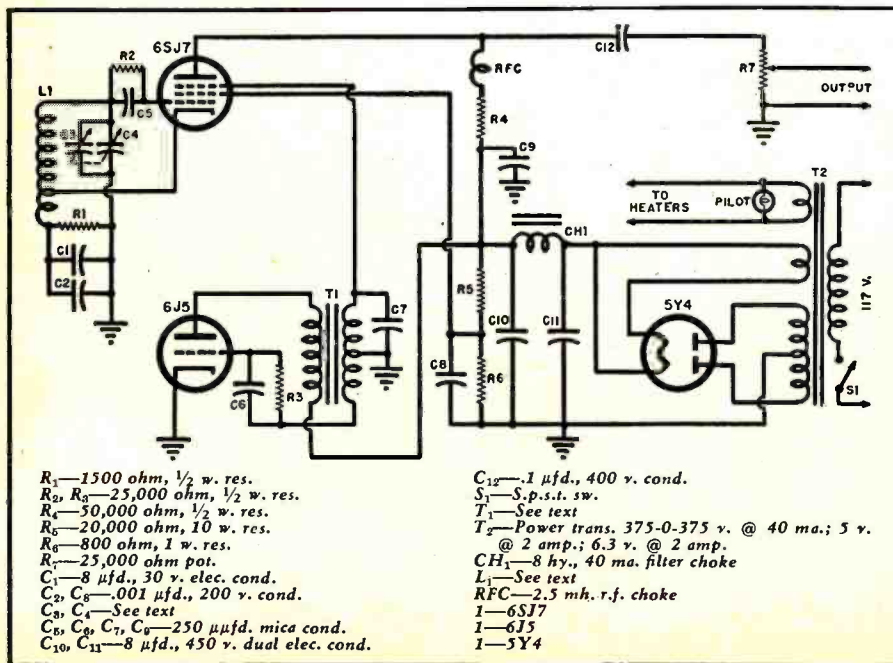 6SJ7
R2
L1
C5
C3
C4
R1
C1
C2
RFC
R4
C9
C12
R7
OUTPUT
TO
HEATERS
PILOT
T2
117 V.
S1
CH1
6J5
T1
C7
C6
R3
C8
R5
R6
C10
C11
5Y4
R₁—1500 ohm, ½ w. res.
R₂, R₃—25,000 ohm, ½ w. res.
R₄—50,000 ohm, ½ w. res.
R₅—20,000 ohm, 10 w. res.
R₆—800 ohm, 1 w. res.
R₇—25,000 ohm pot.
C₁—8 µfd., 30 v. elec. cond.
C₂, C₈—.001 µfd., 200 v. cond.
C₃, C₄—See text
C₅, C₆, C₇, C₉—250 µµfd. mica cond.
C₁₀, C₁₁—8 µfd., 450 v. dual elec. cond.
C₁₂—.1 µfd., 400 v. cond.
S₁—S.p.s.t. sw.
T₁—See text
T₂—Power trans. 375-0-375 v. @ 40 ma.; 5 v.
@ 2 amp.; 6.3 v. @ 2 amp.
CH₁—8 hy., 40 ma. filter choke
L₁—See text
RFC—2.5 mh. r.f. choke
1—6SJ7
1—6J5
1—5Y4